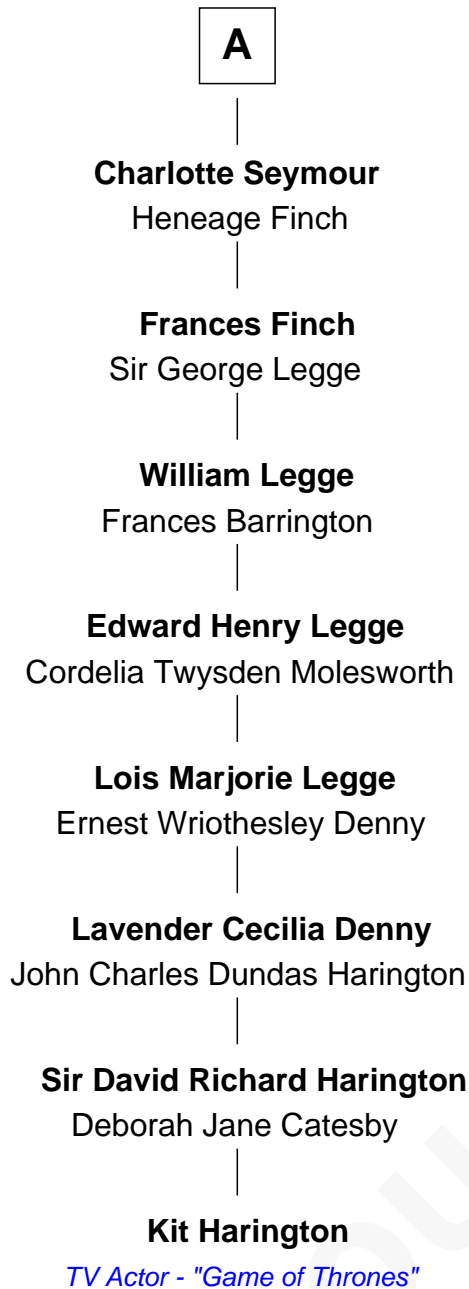 A
Charlotte Seymour
Heneage Finch
Frances Finch
Sir George Legge
William Legge
Frances Barrington
Edward Henry Legge
Cordelia Twysden Molesworth
Lois Marjorie Legge
Ernest Wriothesley Denny
Lavender Cecilia Denny
John Charles Dundas Harington
Sir David Richard Harington
Deborah Jane Catesby
Kit Harington
TV Actor - "Game of Thrones"